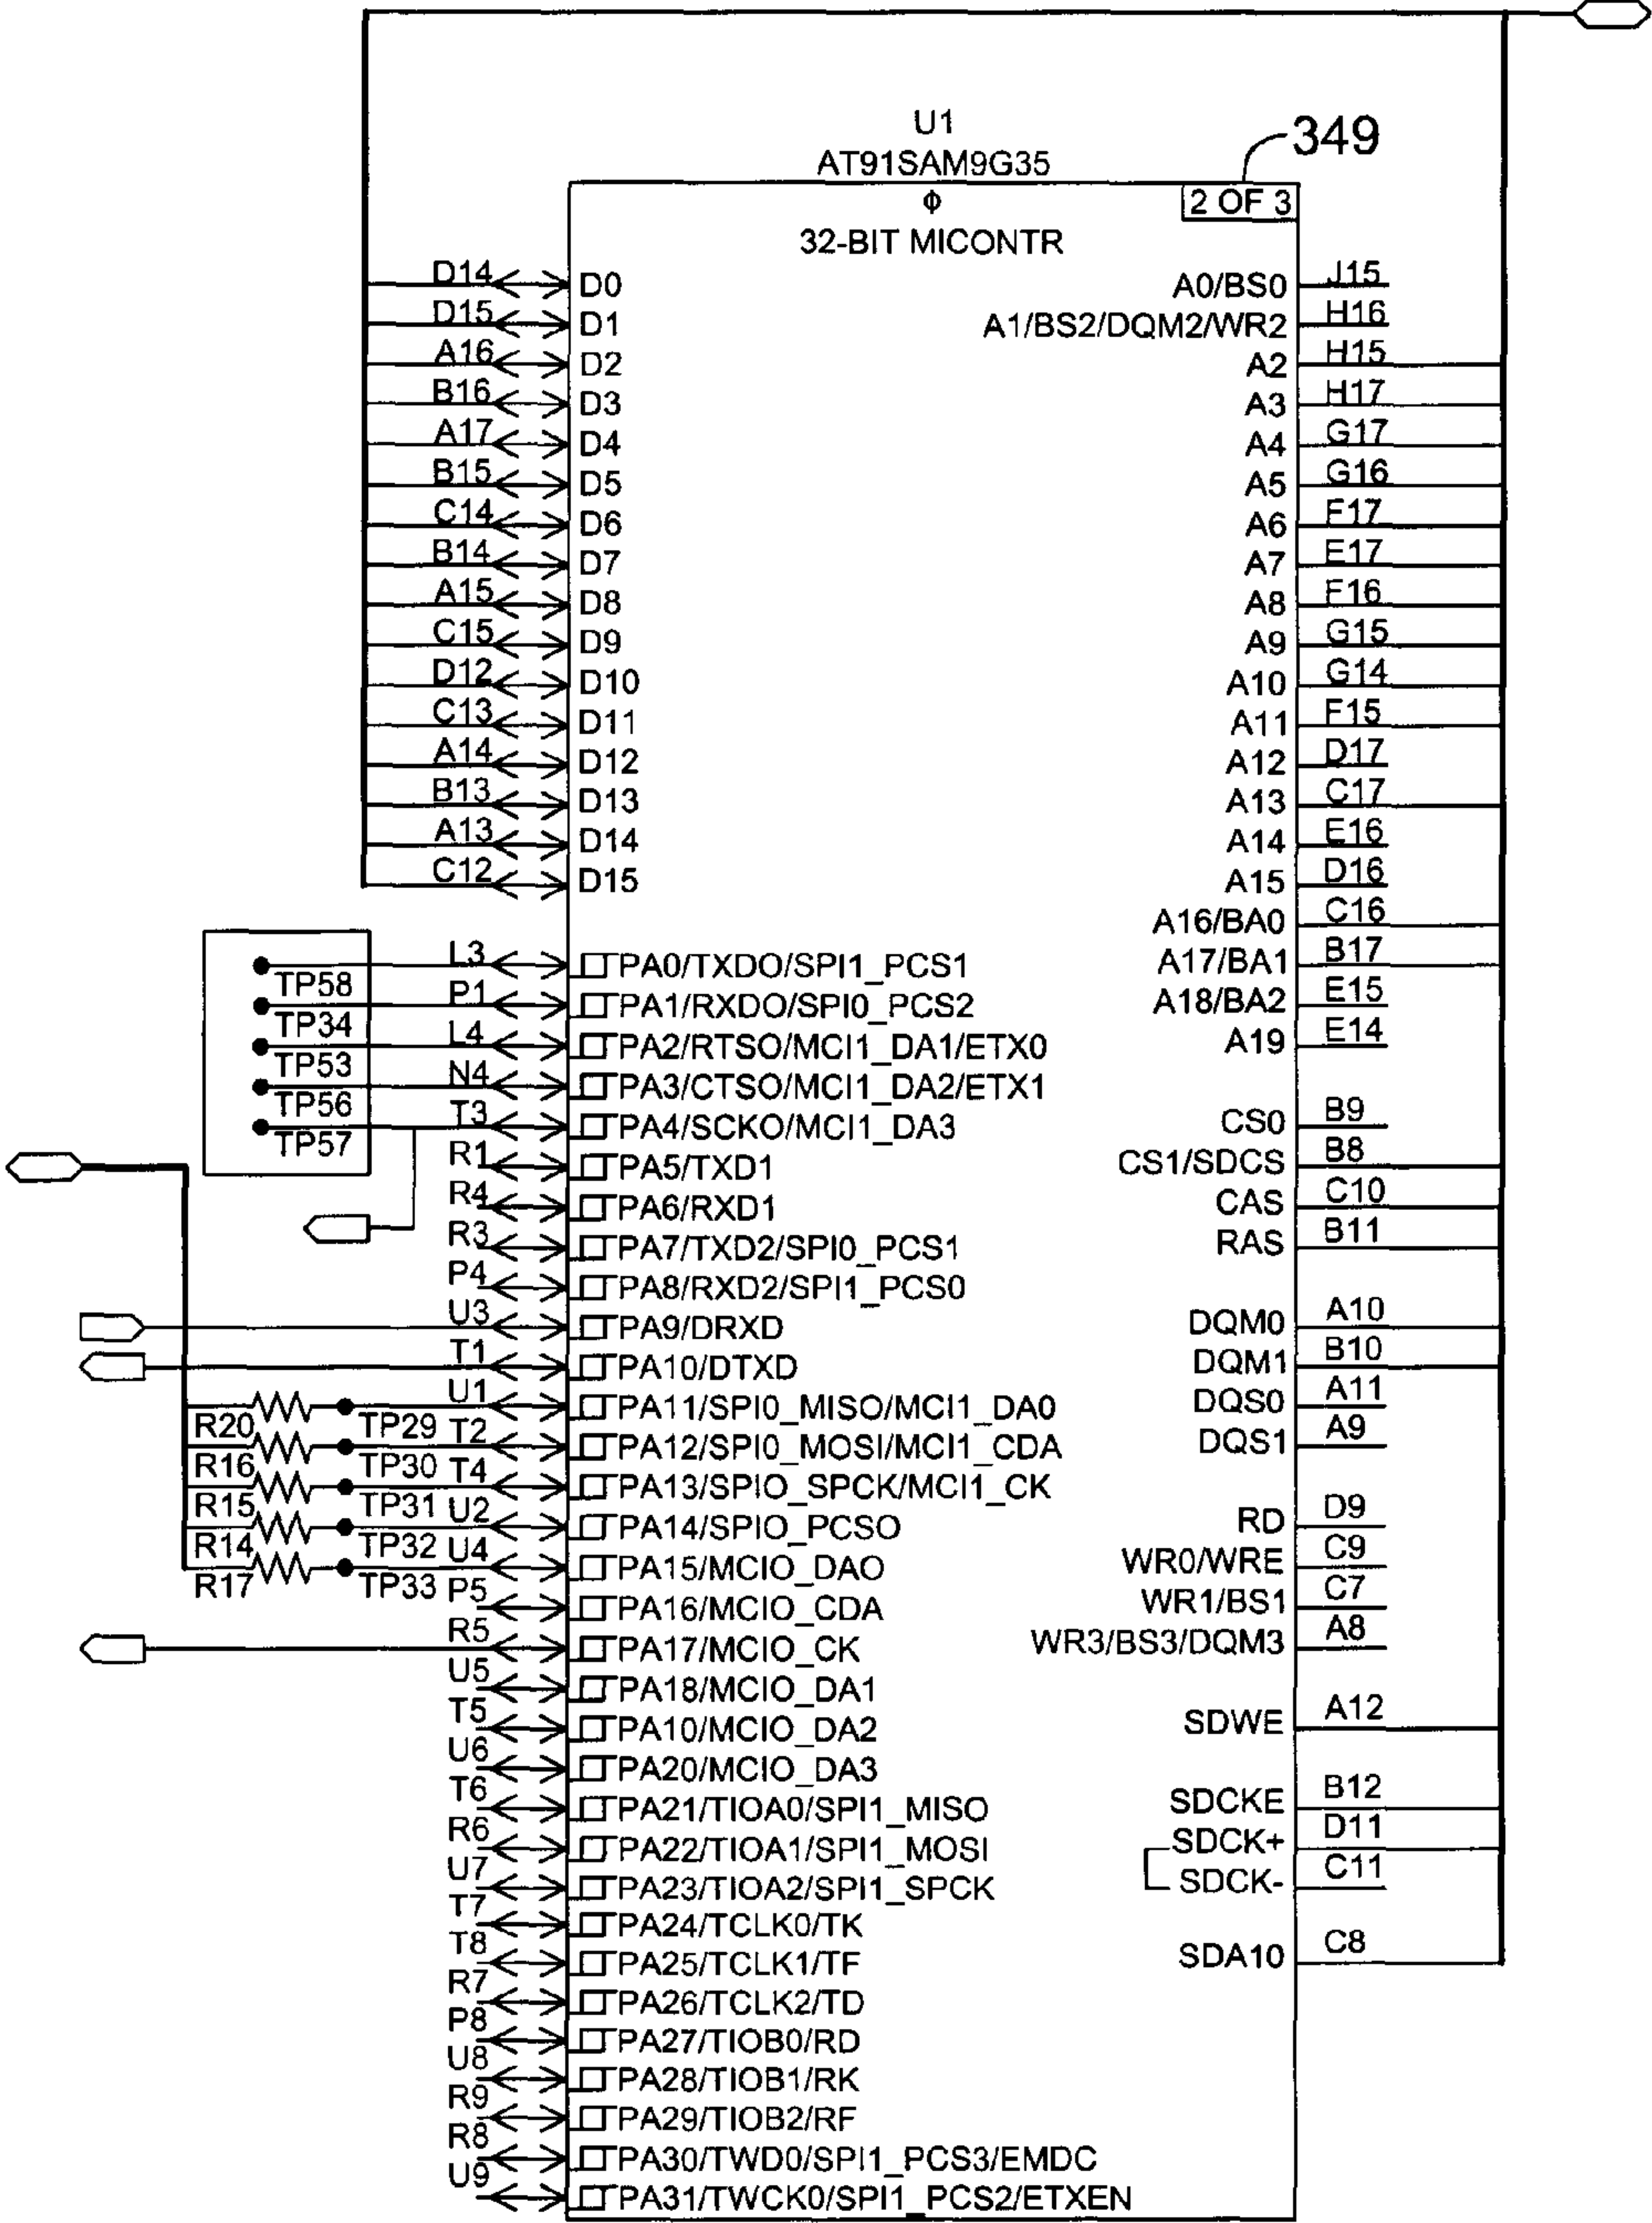 349
U1
AT91SAM9G35
Φ
2 OF 3
32-BIT MICONTR
D14 D0 A0/BS0 J15
D15 D1 A1/BS2/DQM2/WR2 H16
A16 D2 A2 H15
B16 D3 A3 H17
A17 D4 A4 G17
B15 D5 A5 G16
C14 D6 A6 F17
B14 D7 A7 E17
A15 D8 A8 F16
C15 D9 A9 G15
D12 D10 A10 G14
C13 D11 A11 F15
A14 D12 A12 D17
B13 D13 A13 C17
A13 D14 A14 E16
C12 D15 A15 D16
A16/BA0 C16
TP58 L3 PA0/TXDO/SPI1_PCS1 A17/BA1 B17
TP34 P1 PA1/RXDO/SPI0_PCS2 A18/BA2 E15
TP53 L4 PA2/RTSO/MCI1_DA1/ETX0 A19 E14
TP56 N4 PA3/CTSO/MCI1_DA2/ETX1
TP57 T3 PA4/SCKO/MCI1_DA3 CS0 B9
R1 PA5/TXD1 CS1/SDCS B8
R4 PA6/RXD1 CAS C10
R3 PA7/TXD2/SPI0_PCS1 RAS B11
P4 PA8/RXD2/SPI1_PCS0
U3 PA9/DRXD DQM0 A10
T1 PA10/DTXD DQM1 B10
R20 TP29 U1 PA11/SPI0_MISO/MCI1_DA0 DQS0 A11
R16 TP30 T2 PA12/SPI0_MOSI/MCI1_CDA DQS1 A9
R15 TP31 T4 PA13/SPIO_SPCK/MCI1_CK
R14 TP32 U2 PA14/SPIO_PCSO RD D9
R17 TP33 U4 PA15/MCIO_DAO WR0/WRE C9
P5 PA16/MCIO_CDA WR1/BS1 C7
R5 PA17/MCIO_CK WR3/BS3/DQM3 A8
U5 PA18/MCIO_DA1
T5 PA10/MCIO_DA2 SDWE A12
U6 PA20/MCIO_DA3
T6 PA21/TIOA0/SPI1_MISO SDCKE B12
R6 PA22/TIOA1/SPI1_MOSI SDCK+ D11
U7 PA23/TIOA2/SPI1_SPCK SDCK- C11
T7 PA24/TCLK0/TK
T8 PA25/TCLK1/TF SDA10 C8
R7 PA26/TCLK2/TD
P8 PA27/TIOB0/RD
U8 PA28/TIOB1/RK
R9 PA29/TIOB2/RF
R8 PA30/TWD0/SPI1_PCS3/EMDC
U9 PA31/TWCK0/SPI1_PCS2/ETXEN